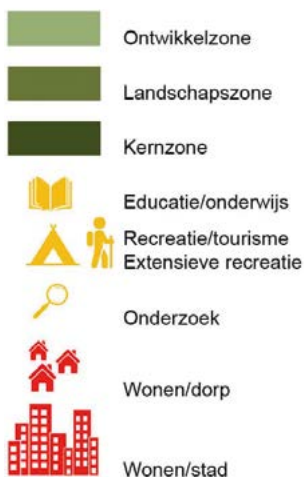 Ontwikkelzone
Landschapszone
Kernzone
Educatie/onderwijs
Recreatie/tourisme
Extensieve recreatie
Onderzoek
Wonen/dorp
Wonen/stad